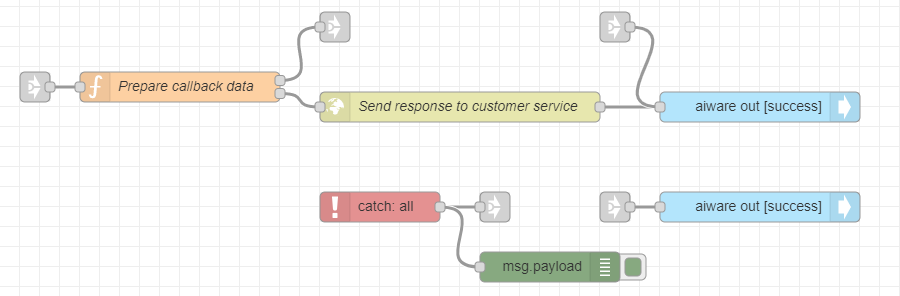 Prepare callback data
Send response to customer service
aiware out [success]
catch: all
aiware out [success]
msg.payload